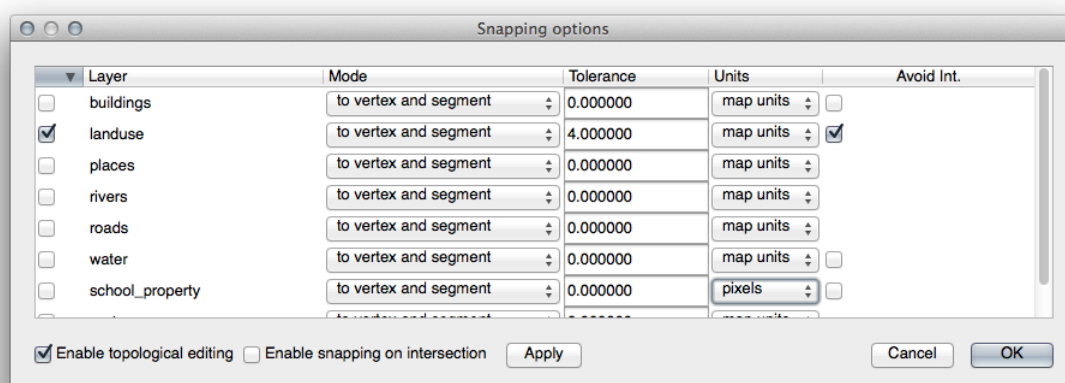 Snapping options
Layer Mode Tolerance Units Avoid Int.
buildings to vertex and segment 0.000000 map units
landuse to vertex and segment 4.000000 map units
places to vertex and segment 0.000000 map units
rivers to vertex and segment 0.000000 map units
roads to vertex and segment 0.000000 map units
water to vertex and segment 0.000000 map units
school_property to vertex and segment 0.000000 pixels
Enable topological editing Enable snapping on intersection Apply Cancel OK